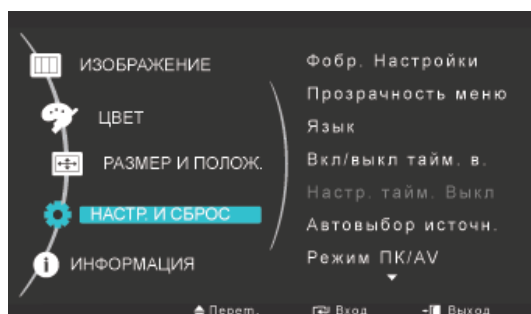 ИЗОБРАЖЕНИЕ
ЦВЕТ
РАЗМЕР И ПОЛОЖ.
НАСТР. И СБРОС
ИНФОРМАЦИЯ
Фобр. Настройки
Прозрачность меню
Язык
Вкл/выкл тайм. в.
Настр. тайм. Выкл
Автовыбор источн.
Режим ПК/AV
Перем. Вход Выход